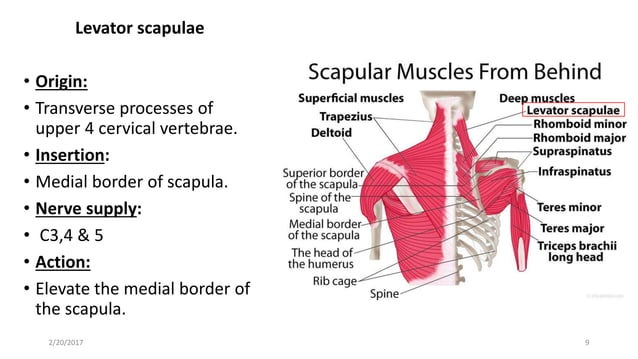 Levator scapulae
• Origin:
• Transverse processes of
upper 4 cervical vertebrae.
• Insertion:
• Medial border of scapula.
• Nerve supply:
• C3,4 & 5
• Action:
• Elevate the medial border of
the scapula.
Scapular Muscles From Behind
Superficial muscles
Trapezius
Deltoid
Superior border
of the scapula
Spine of the
scapula
Medial border
of the scapula
The head of
the humerus
Rib cage
Spine
Deep muscles
Levator scapulae
Rhomboid minor
Rhomboid major
Supraspinatus
Infraspinatus
Teres minor
Teres major
Triceps brachii
long head
2/20/2017
9